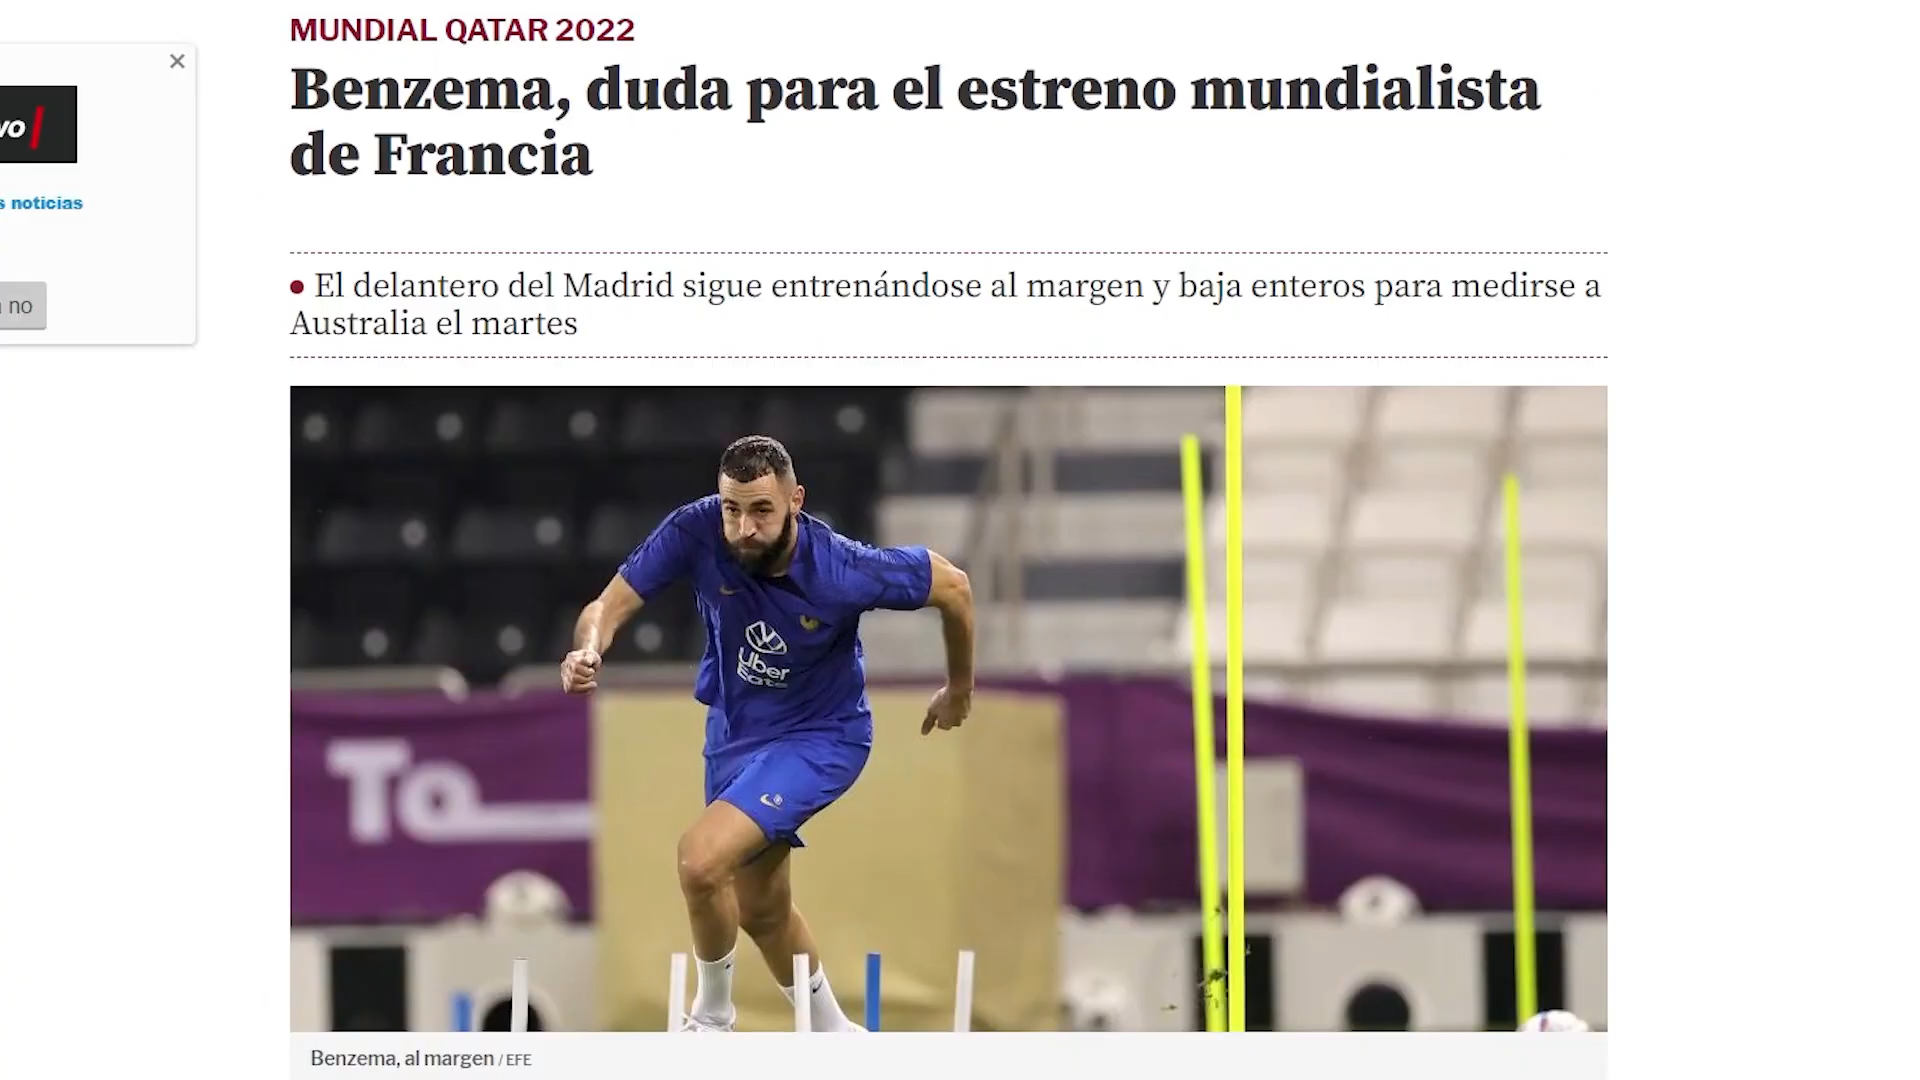 MUNDIAL QATAR 2022
Benzema, duda para el estreno mundialista
de Francia
vo
s noticias
no
● El delantero del Madrid sigue entrenándose al margen y baja enteros para medirse a
Australia el martes
Uber
Eats
To
Benzema, al margen / EFE